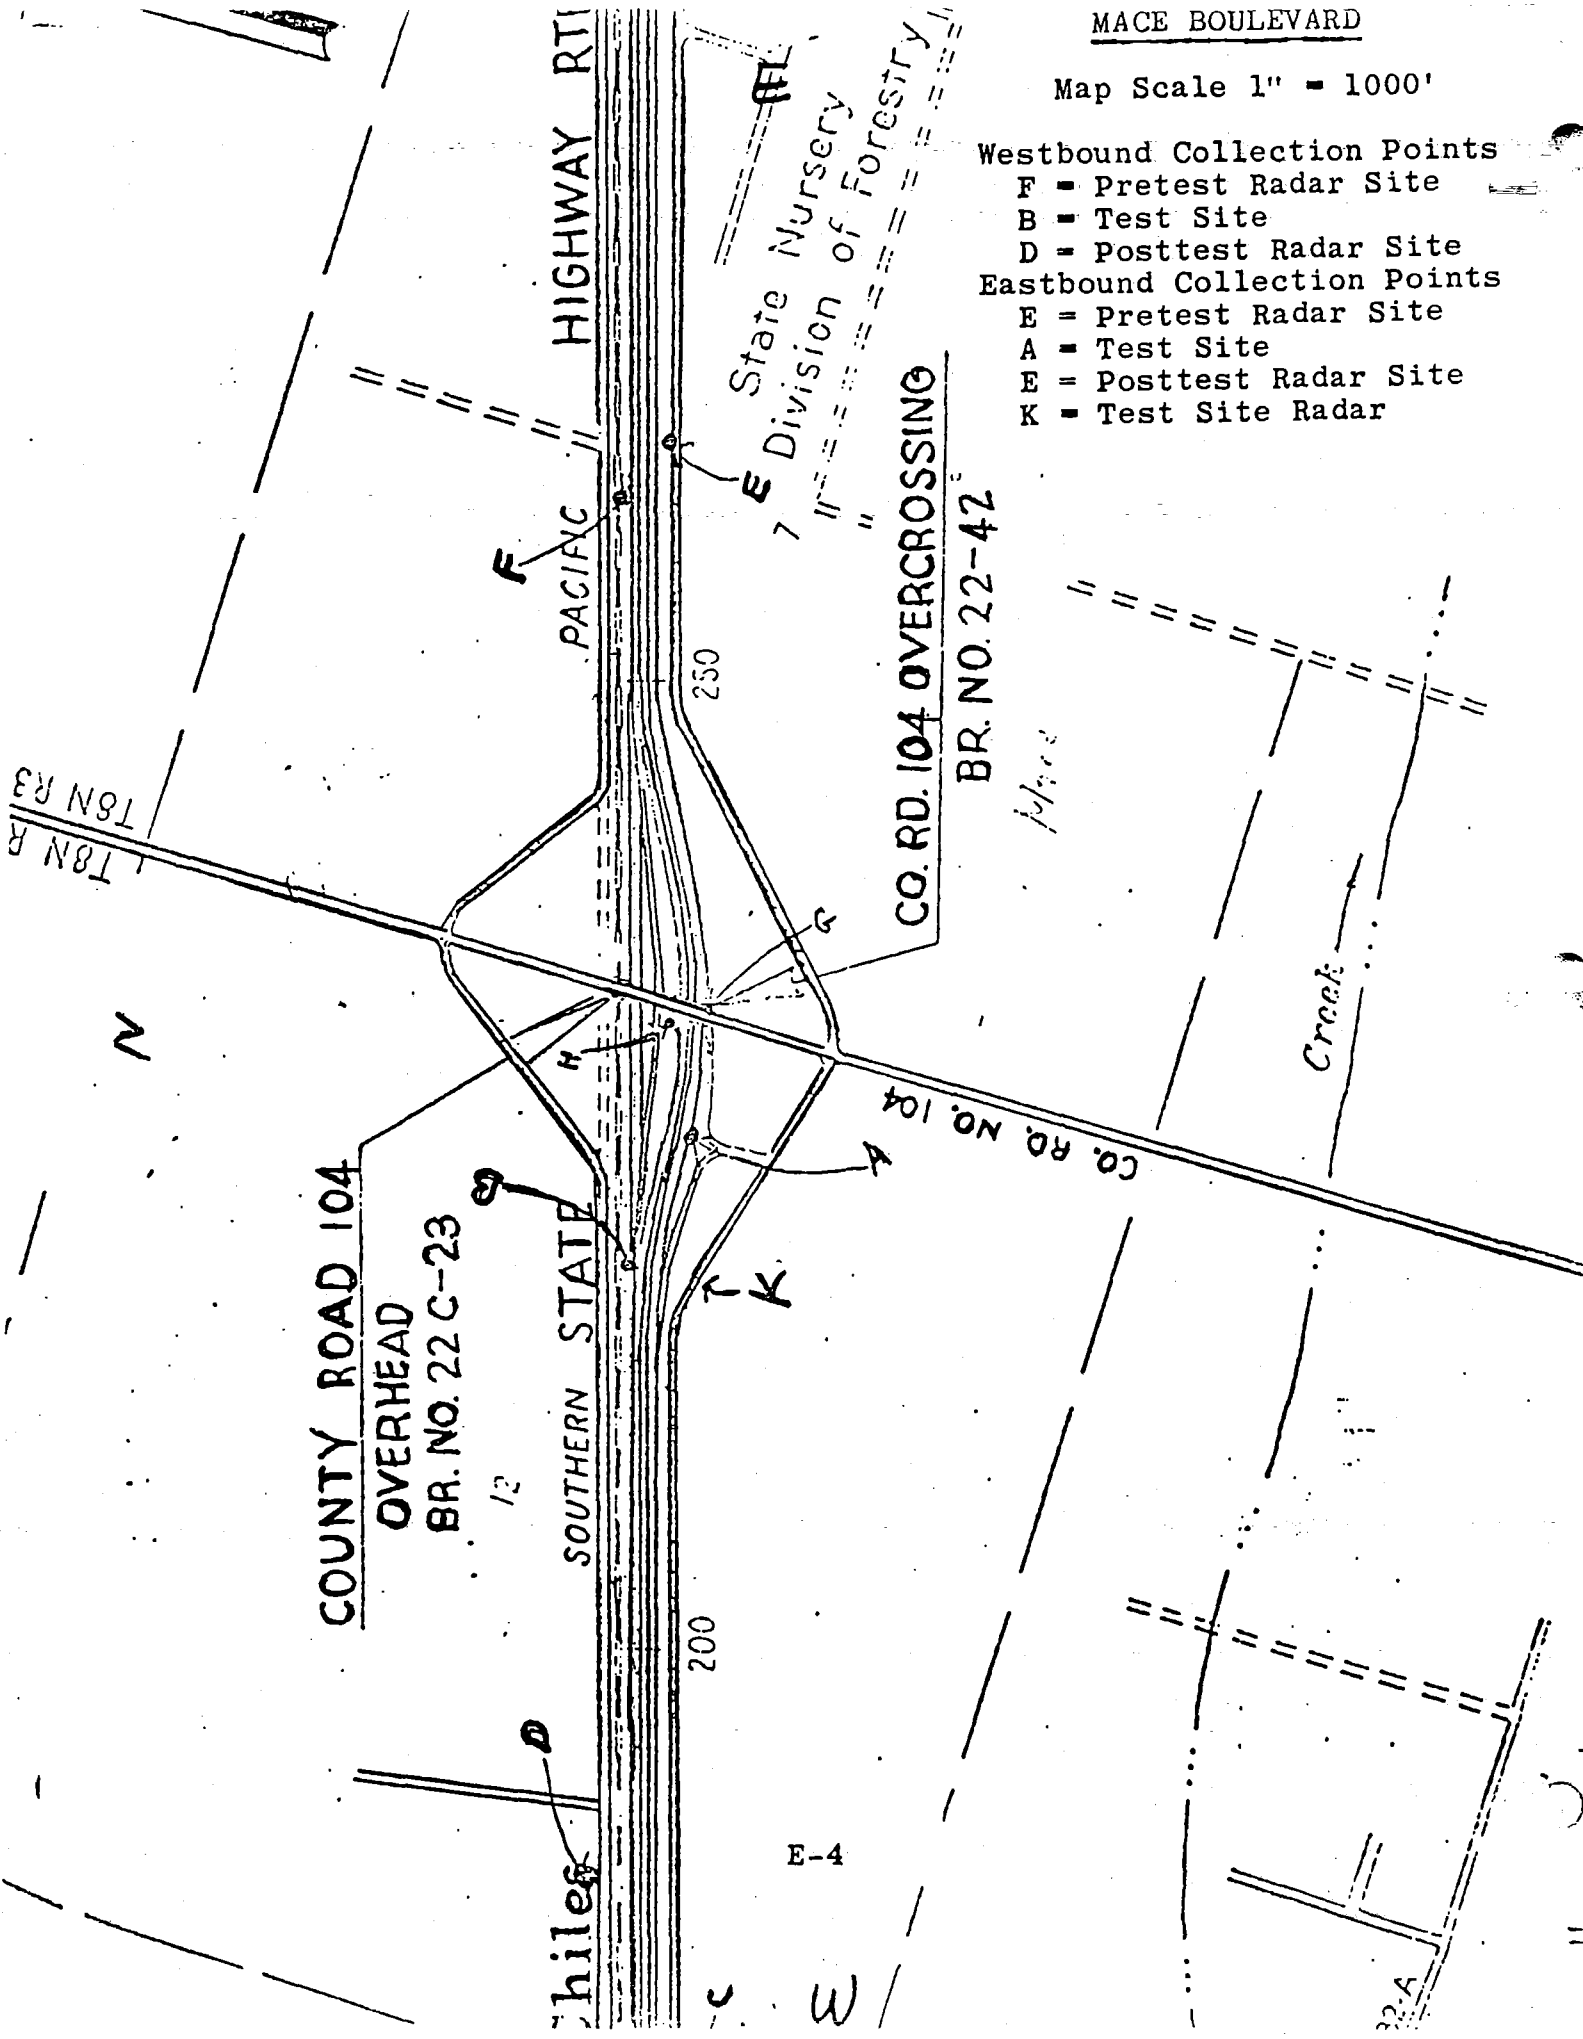 MACE BOULEVARD
Map Scale 1" = 1000'
Westbound Collection Points
F = Pretest Radar Site
B = Test Site
D = Posttest Radar Site
Eastbound Collection Points
E = Pretest Radar Site
A = Test Site
E = Posttest Radar Site
K = Test Site Radar
HIGHWAY
State Nursery
Division of Forestry
E
7
F
PACIFIC
250
CO. RD. 104 OVERCROSSING
BR. NO. 22-42
T8N R3
T8N R
N
G
H
A
CO. RD. NO. 104
Creek
COUNTY ROAD 104
OVERHEAD
BR. NO. 22 C-23
B
K
12
SOUTHERN STATE
200
D
E-4
C
W
32-A